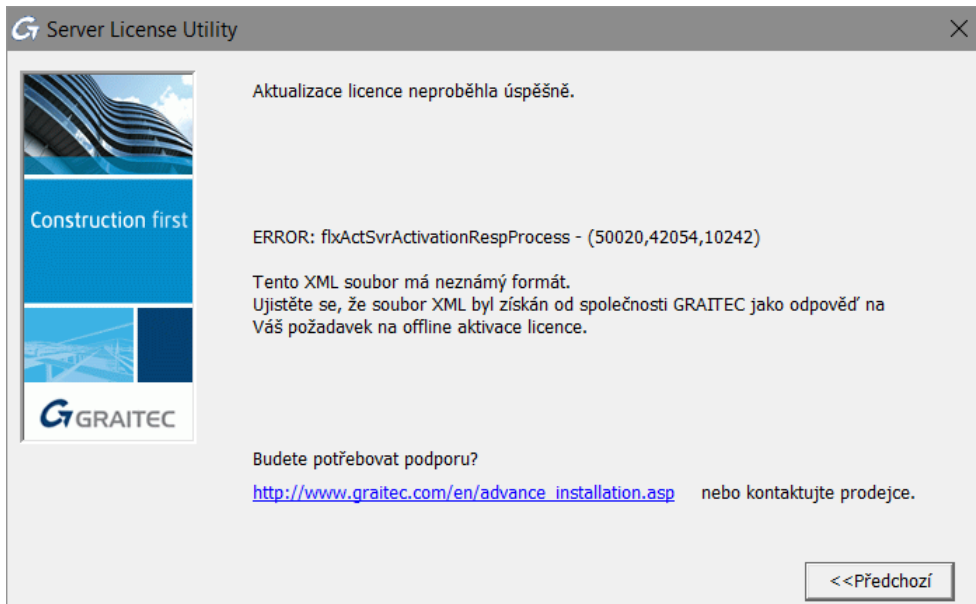 Server License Utility
Aktualizace licence neproběhla úspěšně.
Construction first
ERROR: flxActSvrActivationRespProcess - (50020,42054,10242)
Tento XML soubor má neznámý formát.
Ujistěte se, že soubor XML byl získán od společnosti GRAITEC jako odpověď na
Váš požadavek na offline aktivace licence.
GRAITEC
Budete potřebovat podporu?
http://www.graitec.com/en/advance_installation.asp nebo kontaktujte prodejce.
<<Předchozí